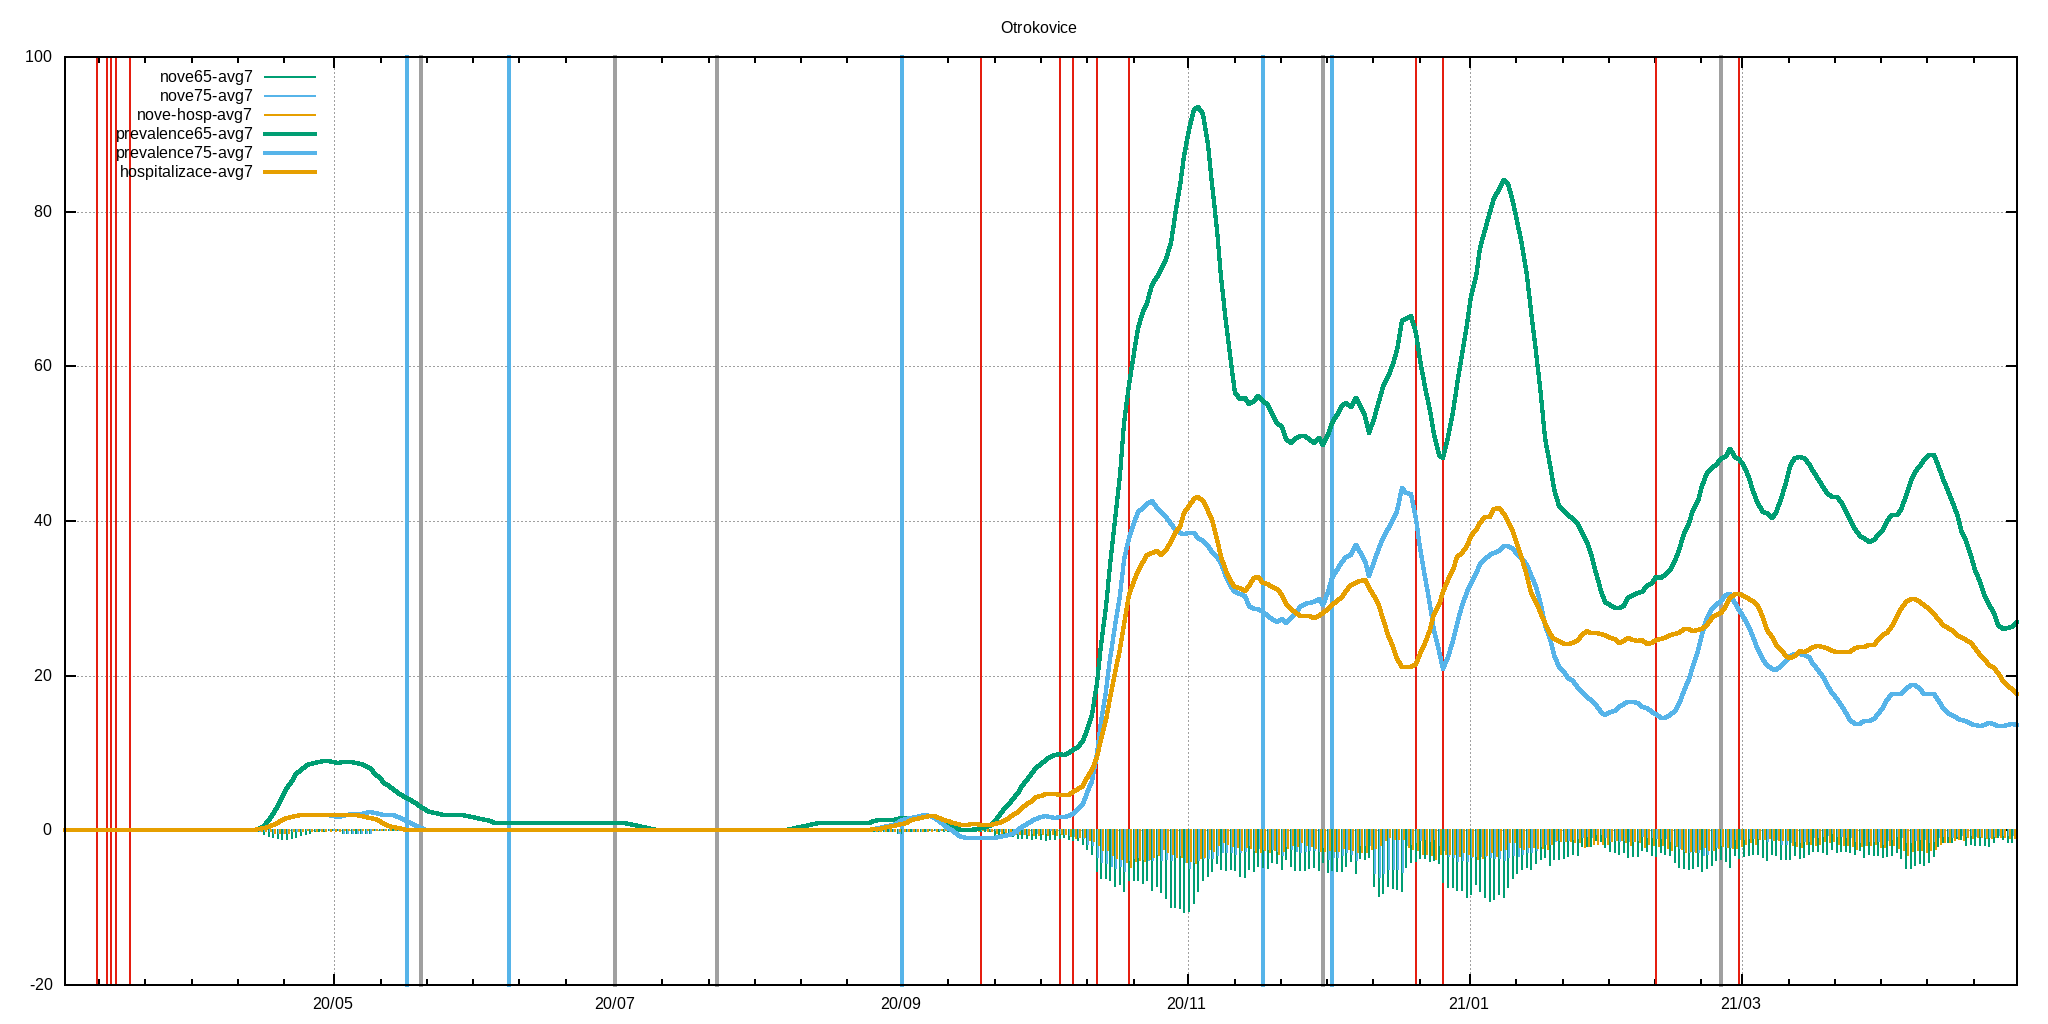 Otrokovice
100
80
60
40
20
0
-20
nove65-avg7
nove75-avg7
nove-hosp-avg7
prevalence65-avg7
prevalence75-avg7
hospitalizace-avg7
20/05
20/07
20/09
20/11
21/01
21/03